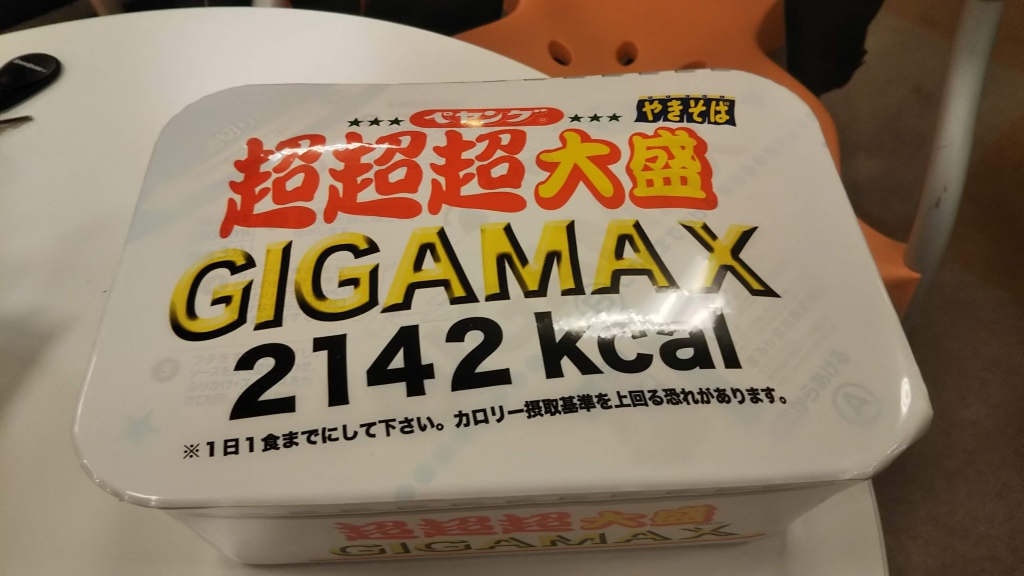 ★★★ ペヤング® ★★★ やきそば
超超超大盛
GIGAMAX
2142 kcal
※1日1食までにして下さい。カロリー摂取基準を上回る恐れがあります。
超超超大盛
GIGAMAX